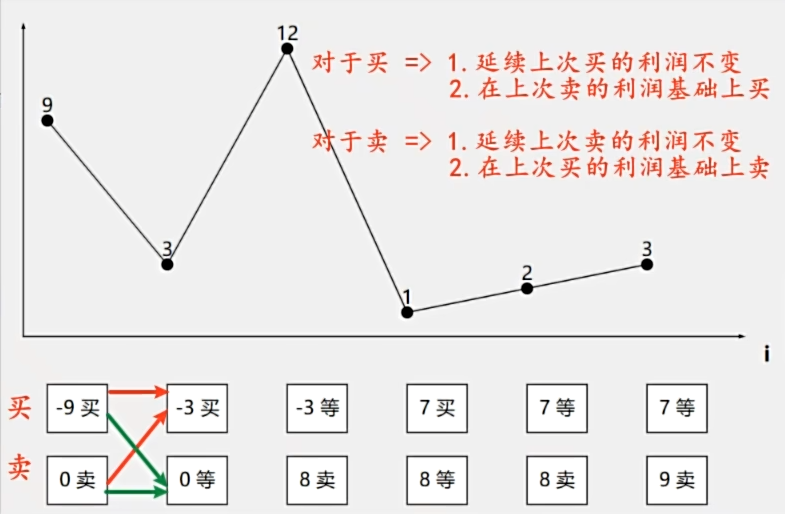 12
对于买 => 1.延续上次买的利润不变
2.在上次卖的利润基础上买
9
对于卖 => 1.延续上次卖的利润不变
2.在上次买的利润基础上卖
3
3
2
1
i
买 -9 买 -3 买 -3 等 7 买 7 等 7 等
卖 0 卖 0 等 8 卖 8 等 8 卖 9 卖